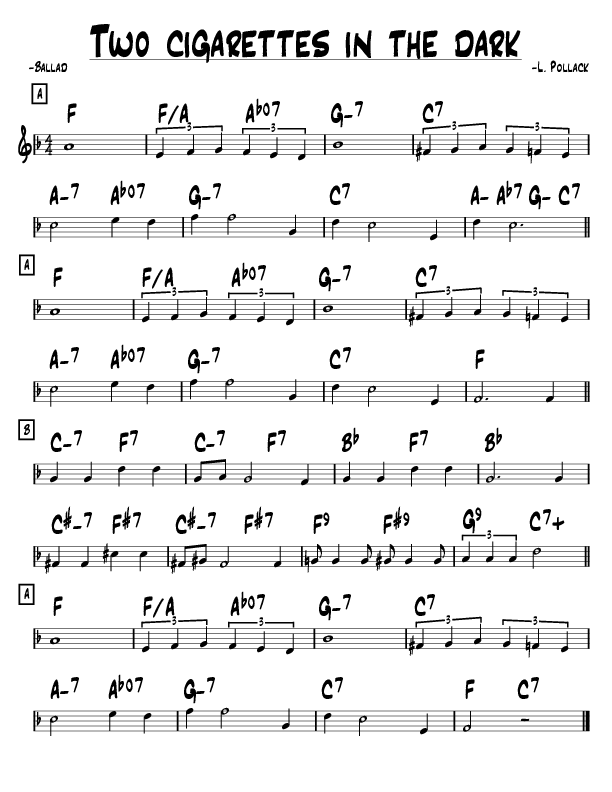 Two cigarettes in the dark
-Ballad -L. Pollack
A
F F/A A♭o7 G-7 C7
4 4 3 3 3 3
A-7 A♭o7 G-7 C7 A- A♭7 G- C7
A
F F/A A♭o7 G-7 C7
3 3 3 3
A-7 A♭o7 G-7 C7 F
B
C-7 F7 C-7 F7 B♭ F7 B♭
C#-7 F#7 C#-7 F#7 F9 F#9 G9 C7+
3
A
F F/A A♭o7 G-7 C7
3 3 3 3
A-7 A♭o7 G-7 C7 F C7